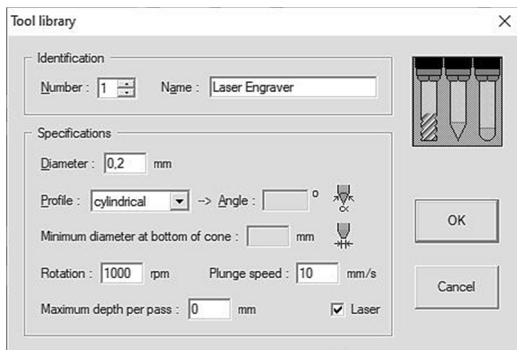 Tool library
Identification
Number : 1 Name : Laser Engraver
Specifications
Diameter : 0,2 mm
Profile : cylindrical --> Angle : °
Minimum diameter at bottom of cone : mm
Rotation : 1000 rpm Plunge speed : 10 mm/s
Maximum depth per pass : 0 mm Laser
OK
Cancel